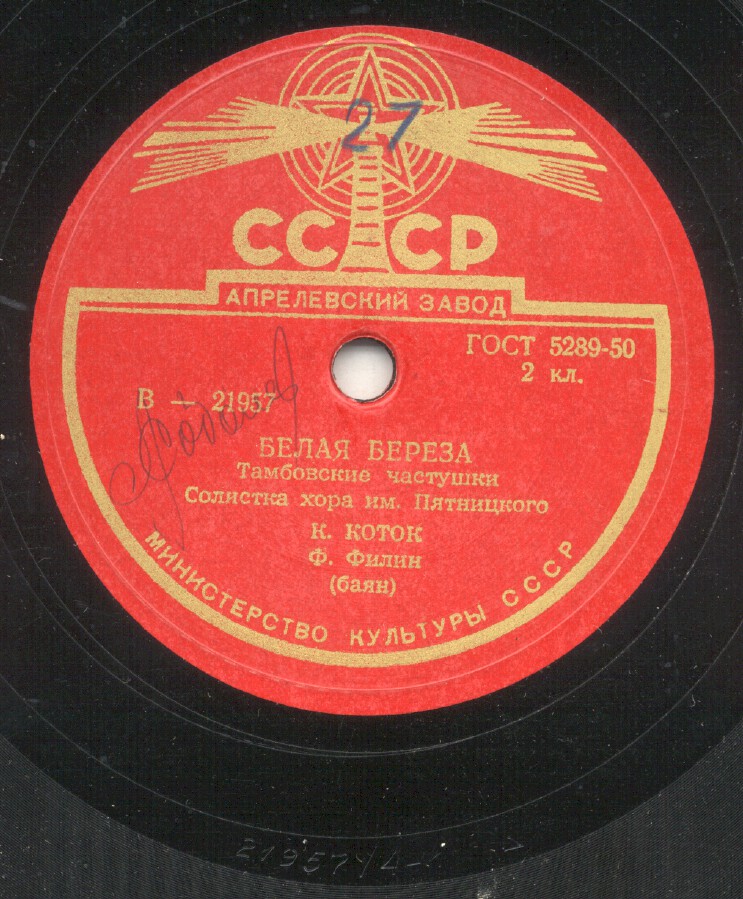 27
СССР
АПРЕЛЕВСКИЙ ЗАВОД
ГОСТ 5289-50
2 кл.
В — 21957
БЕЛАЯ БЕРЕЗА
Тамбовские частушки
Солистка хора им. Пятницкого
К. КОТОК
Ф. Филин
(баян)
МИНИСТЕРСТВО КУЛЬТУРЫ СССР